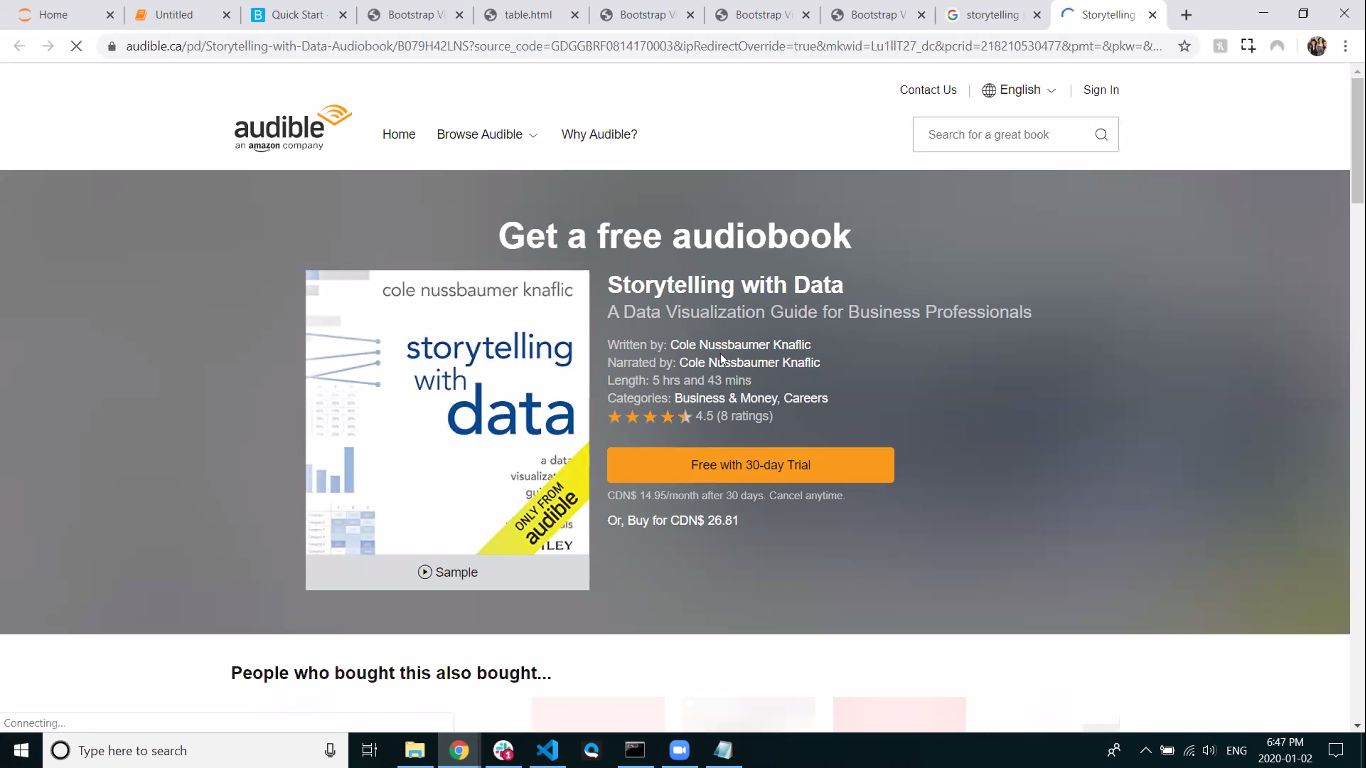 Home
Untitled
Quick Start -
Bootstrap Vi
table.html
Bootstrap Vi
Bootstrap Vi
Bootstrap V
storytelling
Storytelling
audible.ca/pd/Storytelling-with-Data-Audiobook/B079H42LNS?source_code=GDGGBRF0814170003&ipRedirectOverride=true&mkwid=Lu1lIT27_dc&pcrid=218210530477&pmt=&pkw=&...
Contact Us | English | Sign In
audible
an amazon company
Home Browse Audible Why Audible?
Search for a great book
Get a free audiobook
cole nussbaumer knaflic
storytelling
with
data
a data
ONLY FROM
audible
Sample
Storytelling with Data
A Data Visualization Guide for Business Professionals
Written by: Cole Nussbaumer Knaflic
Narrated by: Cole Nussbaumer Knaflic
Length: 5 hrs and 43 mins
Categories: Business & Money, Careers
4.5 (8 ratings)
Free with 30-day Trial
CDN$ 14.95/month after 30 days. Cancel anytime.
Or, Buy for CDN$ 26.81
People who bought this also bought...
Connecting...
Type here to search
ENG
6:47 PM
2020-01-02